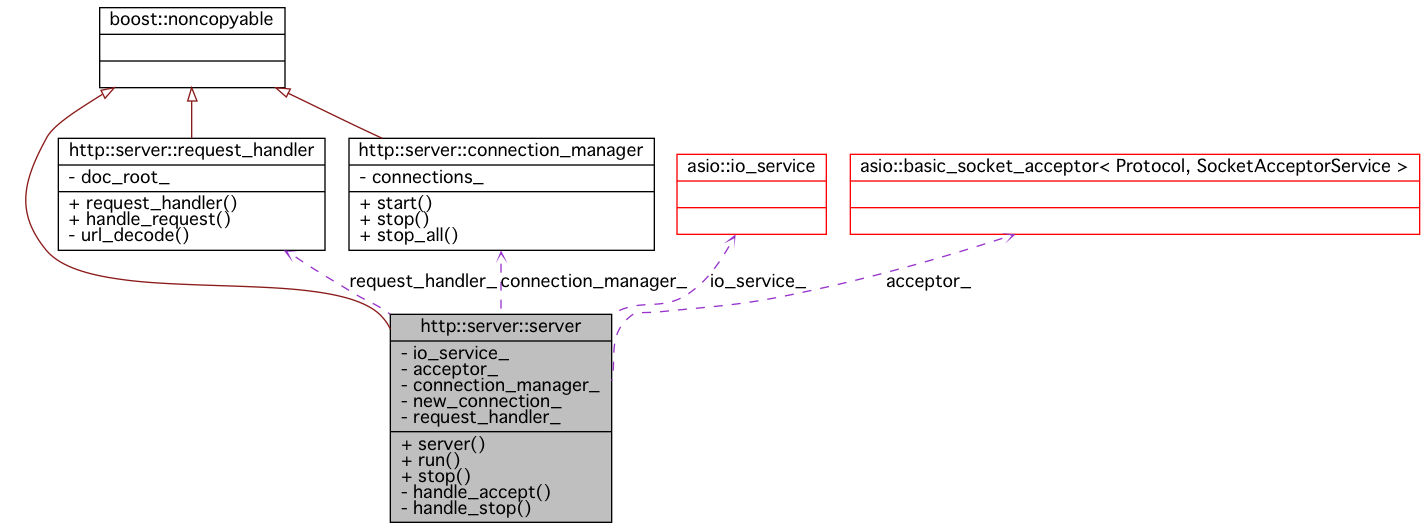 boost::noncopyable
http::server::request_handler
- doc_root_
+ request_handler()
+ handle_request()
- url_decode()
http::server::connection_manager
- connections_
+ start()
+ stop()
+ stop_all()
asio::io_service
asio::basic_socket_acceptor< Protocol, SocketAcceptorService >
request_handler_
connection_manager_
io_service_
acceptor_
http::server::server
- io_service_
- acceptor_
- connection_manager_
- new_connection_
- request_handler_
+ server()
+ run()
+ stop()
- handle_accept()
- handle_stop()